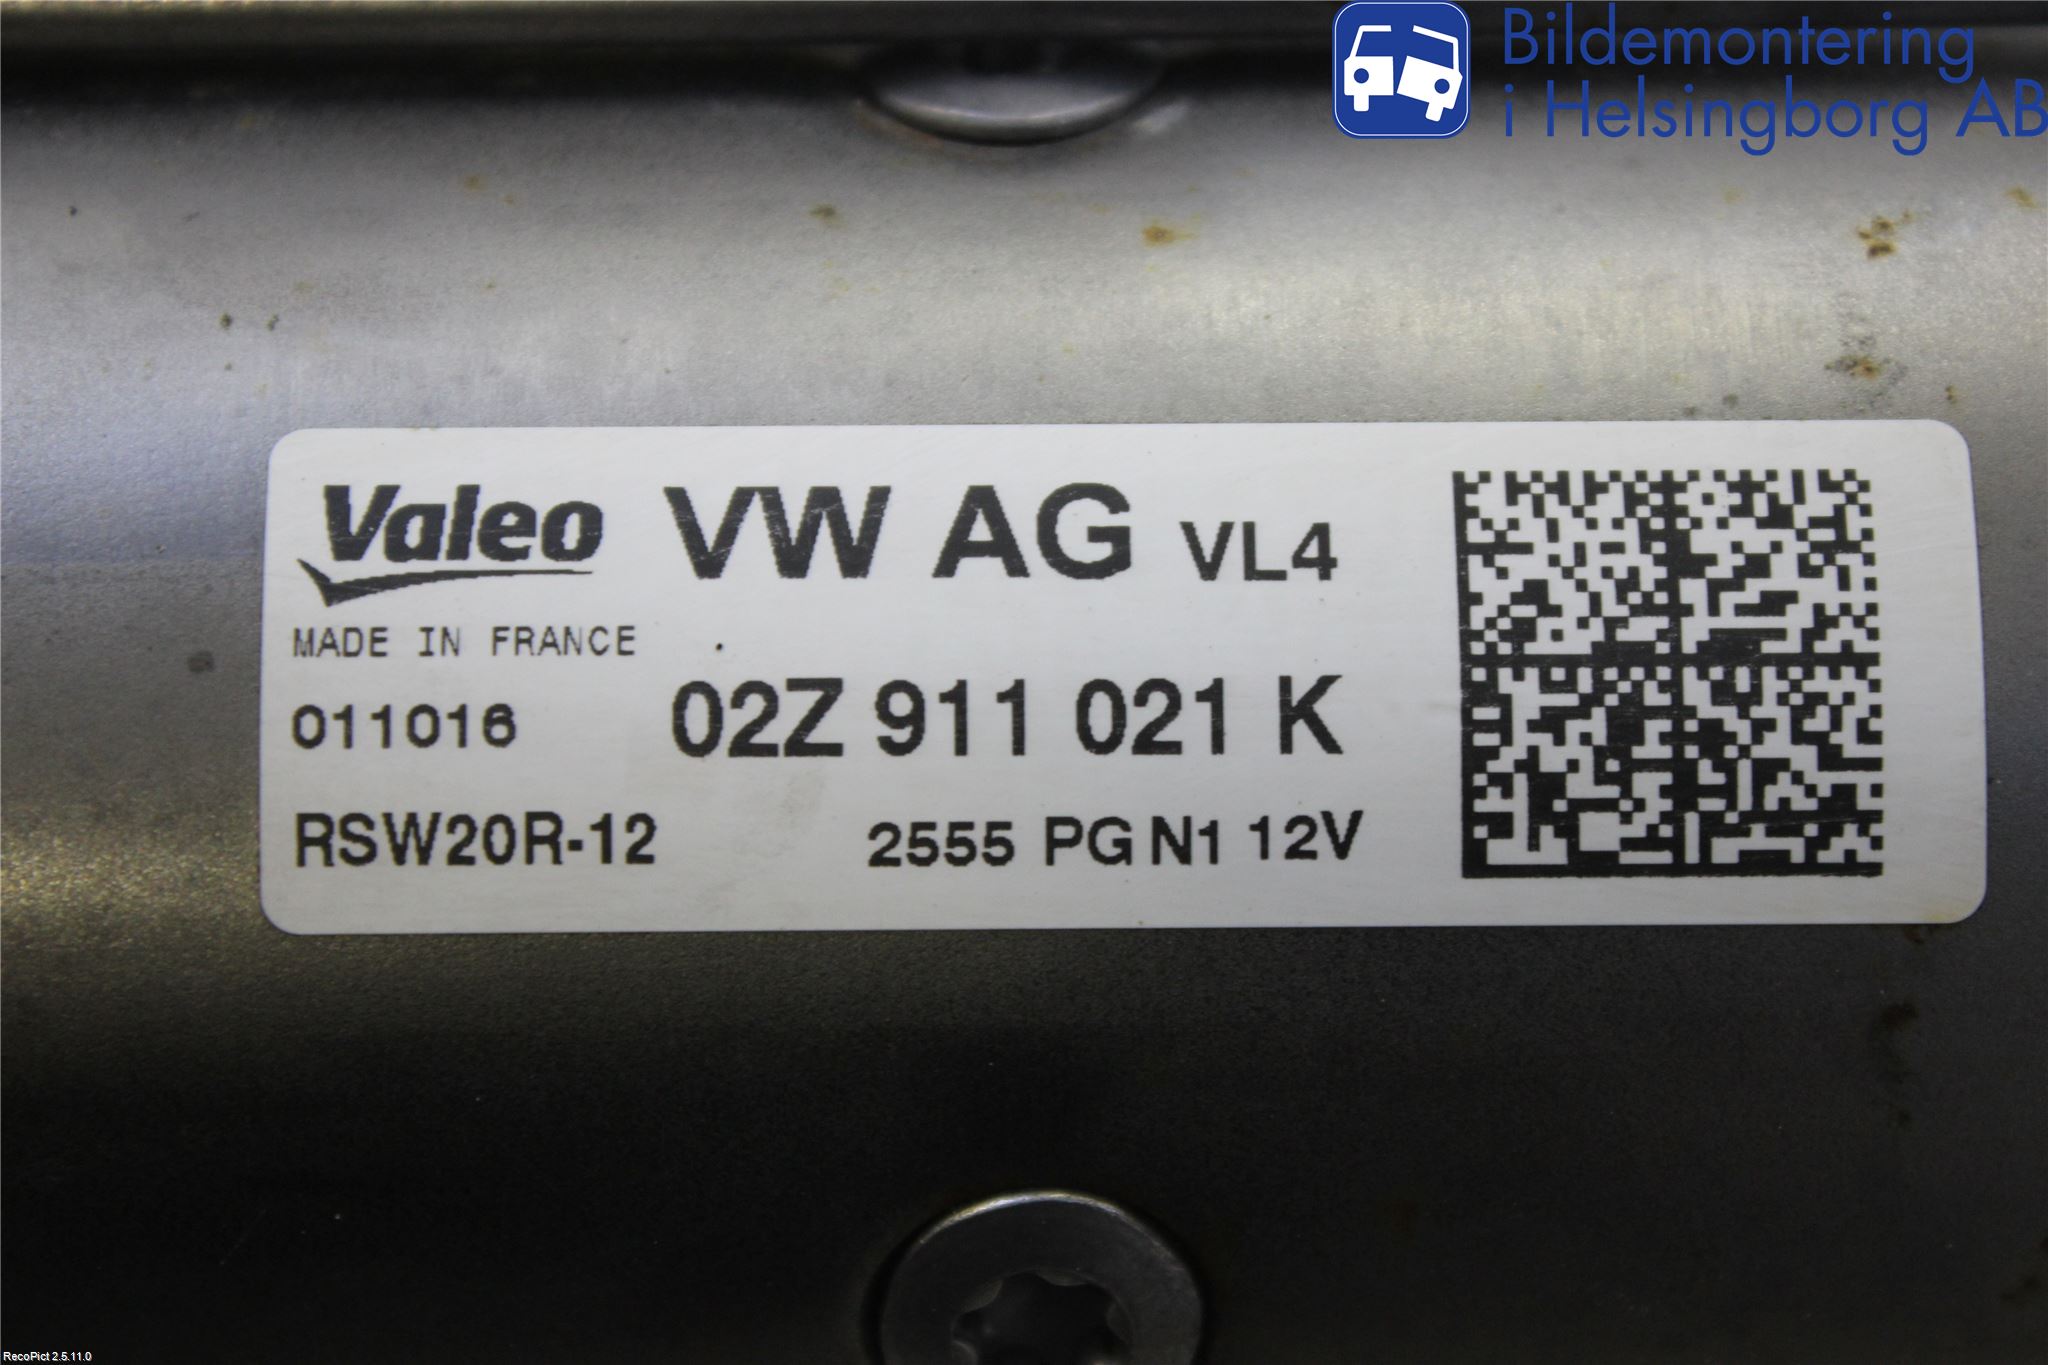 Bildemontering
i Helsingborg AB
Valeo VW AG VL4
MADE IN FRANCE
011016 02Z 911 021 K
RSW20R-12 2555 PG N1 12V
RecoPict 2.5.11.0